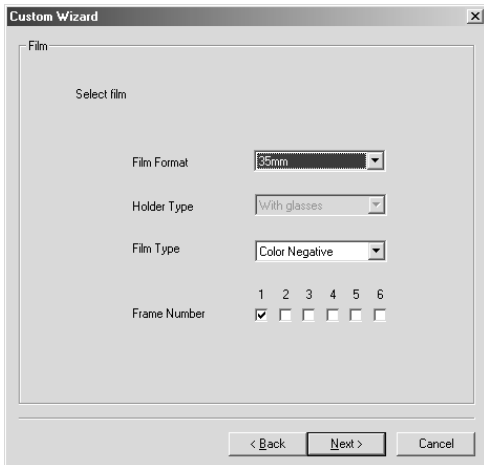 Custom Wizard
Film
Select film
Film Format 35mm
Holder Type With glasses
Film Type Color Negative
1 2 3 4 5 6
Frame Number
< Back Next > Cancel